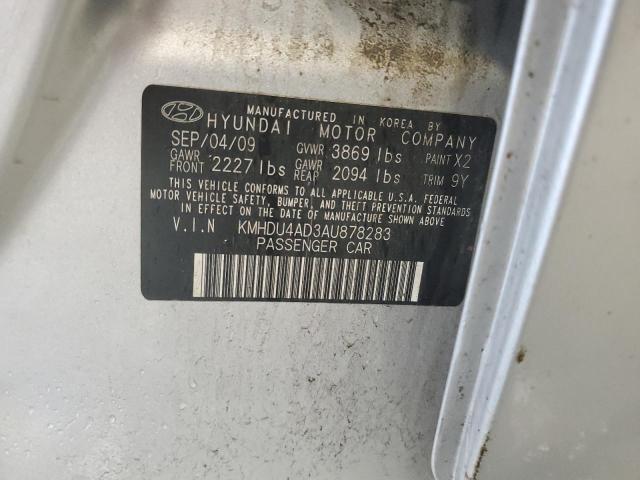 MANUFACTURED IN KOREA BY
HYUNDAI MOTOR COMPANY
SEP/04/09 GVWR 3869 lbs PAINT X2
GAWR FRONT 2227 lbs GAWR REAR 2094 lbs TRIM 9Y
THIS VEHICLE CONFORMS TO ALL APPLICABLE U.S.A. FEDERAL
MOTOR VEHICLE SAFETY, BUMPER, AND THEFT PREVENTION STANDARDS
IN EFFECT ON THE DATE OF MANUFACTURE SHOWN ABOVE.
V.I.N KMHDU4AD3AU878283
PASSENGER CAR